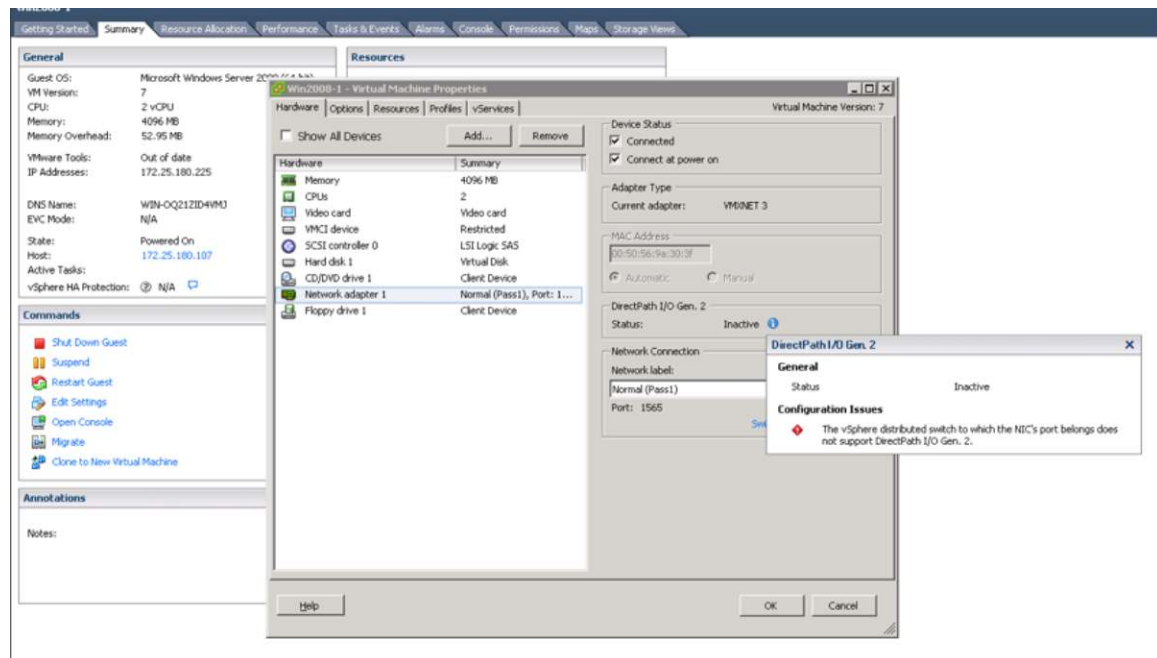 Win2008-1
Getting Started Summary Resource Allocation Performance Tasks & Events Alarms Console Permissions Maps Storage Views
General
Guest OS: Microsoft Windows Server
VM Version: 7
CPU: 2 vCPU
Memory: 4096 MB
Memory Overhead: 52.95 MB
VMware Tools: Out of date
IP Addresses: 172.25.180.225
DNS Name: WIN-OQ21ZID4VMJ
EVC Mode: N/A
State: Powered On
Host: 172.25.180.107
Active Tasks:
vSphere HA Protection: N/A
Commands
Shut Down Guest
Suspend
Restart Guest
Edit Settings
Open Console
Migrate
Clone to New Virtual Machine
Annotations
Notes:
Resources
Win2008-1 - Virtual Machine Properties
Hardware Options Resources Profiles vServices Virtual Machine Version: 7
Show All Devices Add... Remove
Hardware Summary
Memory 4096 MB
CPUs 2
Video card Video card
VMCI device Restricted
SCSI controller 0 LSI Logic SAS
Hard disk 1 Virtual Disk
CD/DVD drive 1 Client Device
Network adapter 1 Normal (Pass1), Port: 1...
Floppy drive 1 Client Device
Device Status
Connected
Connect at power on
Adapter Type
Current adapter: VMXNET 3
MAC Address
00:50:56:9a:30:3f
Automatic Manual
DirectPath I/O Gen. 2
Status: Inactive
Network Connection
Network label:
Normal (Pass1)
Port: 1565
DirectPath I/O Gen. 2
General
Status Inactive
Configuration Issues
The vSphere distributed switch to which the NIC's port belongs does
not support DirectPath I/O Gen. 2.
Help OK Cancel